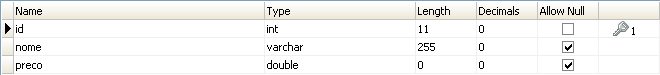 Name Type Length Decimals Allow Null
id int 11 0 1
nome varchar 255 0
preco double 0 0